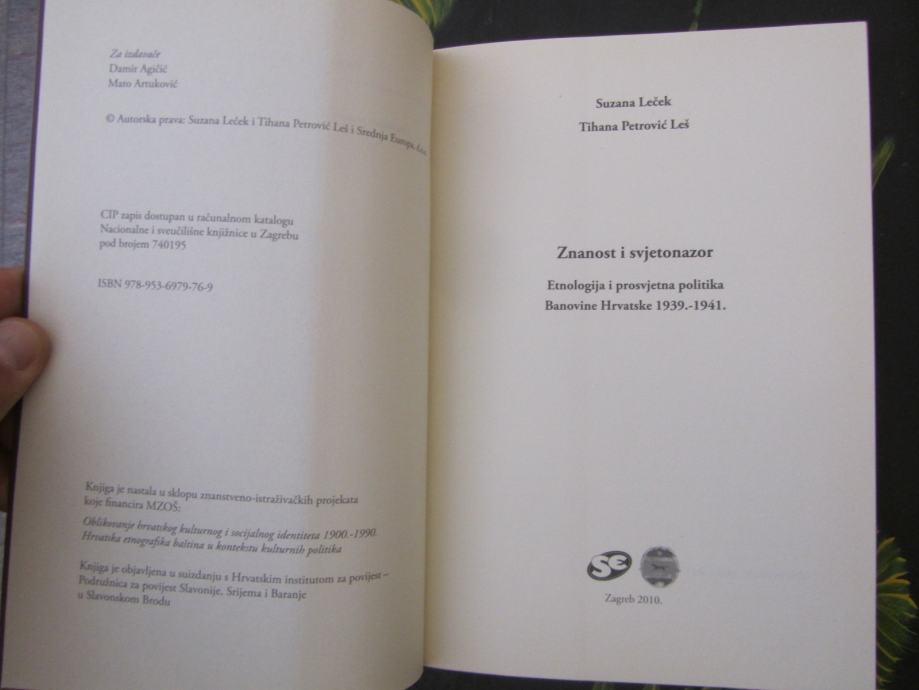 Za izdavače
Damir Agičić
Mato Artuković
© Autorska prava: Suzana Leček i Tihana Petrović Leš i Srednja Europa, d.o.o.
CIP zapis dostupan u računalnom katalogu
Nacionalne i sveučilišne knjižnice u Zagrebu
pod brojem 740195
ISBN 978-953-6979-76-9
Knjiga je nastala u sklopu znanstveno-istraživačkih projekata
koje financira MZOŠ:
Oblikovanje hrvatskog kulturnog i socijalnog identiteta 1900.-1990.
Hrvatska etnografika baština u kontekstu kulturnih politika
Knjiga je objavljena u suizdanju s Hrvatskim institutom za povijest –
Podružnica za povijest Slavonije, Srijema i Baranje
u Slavonskom Brodu
Suzana Leček
Tihana Petrović Leš
Znanost i svjetonazor
Etnologija i prosvjetna politika
Banovine Hrvatske 1939.-1941.
SE
Zagreb 2010.